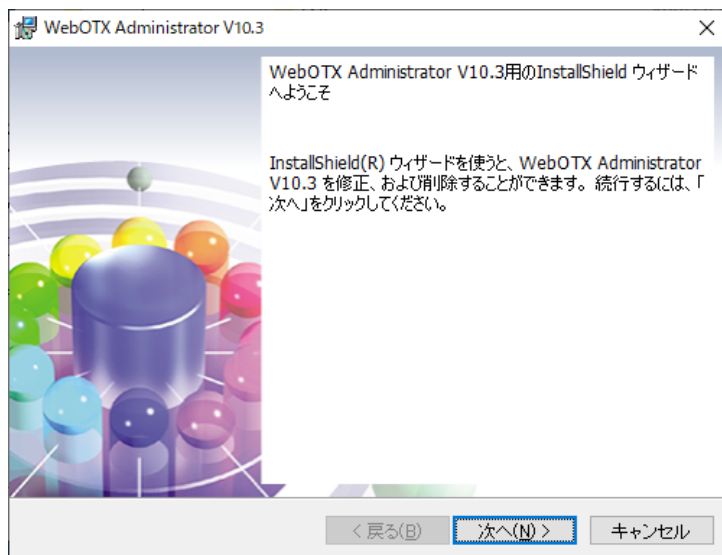 WebOTX Administrator V10.3
WebOTX Administrator V10.3用のInstallShield ウィザード
へようこそ
InstallShield(R) ウィザードを使うと、WebOTX Administrator
V10.3 を修正、および削除することができます。続行するには、「
次へ」をクリックしてください。
< 戻る(B)
次へ(N) >
キャンセル